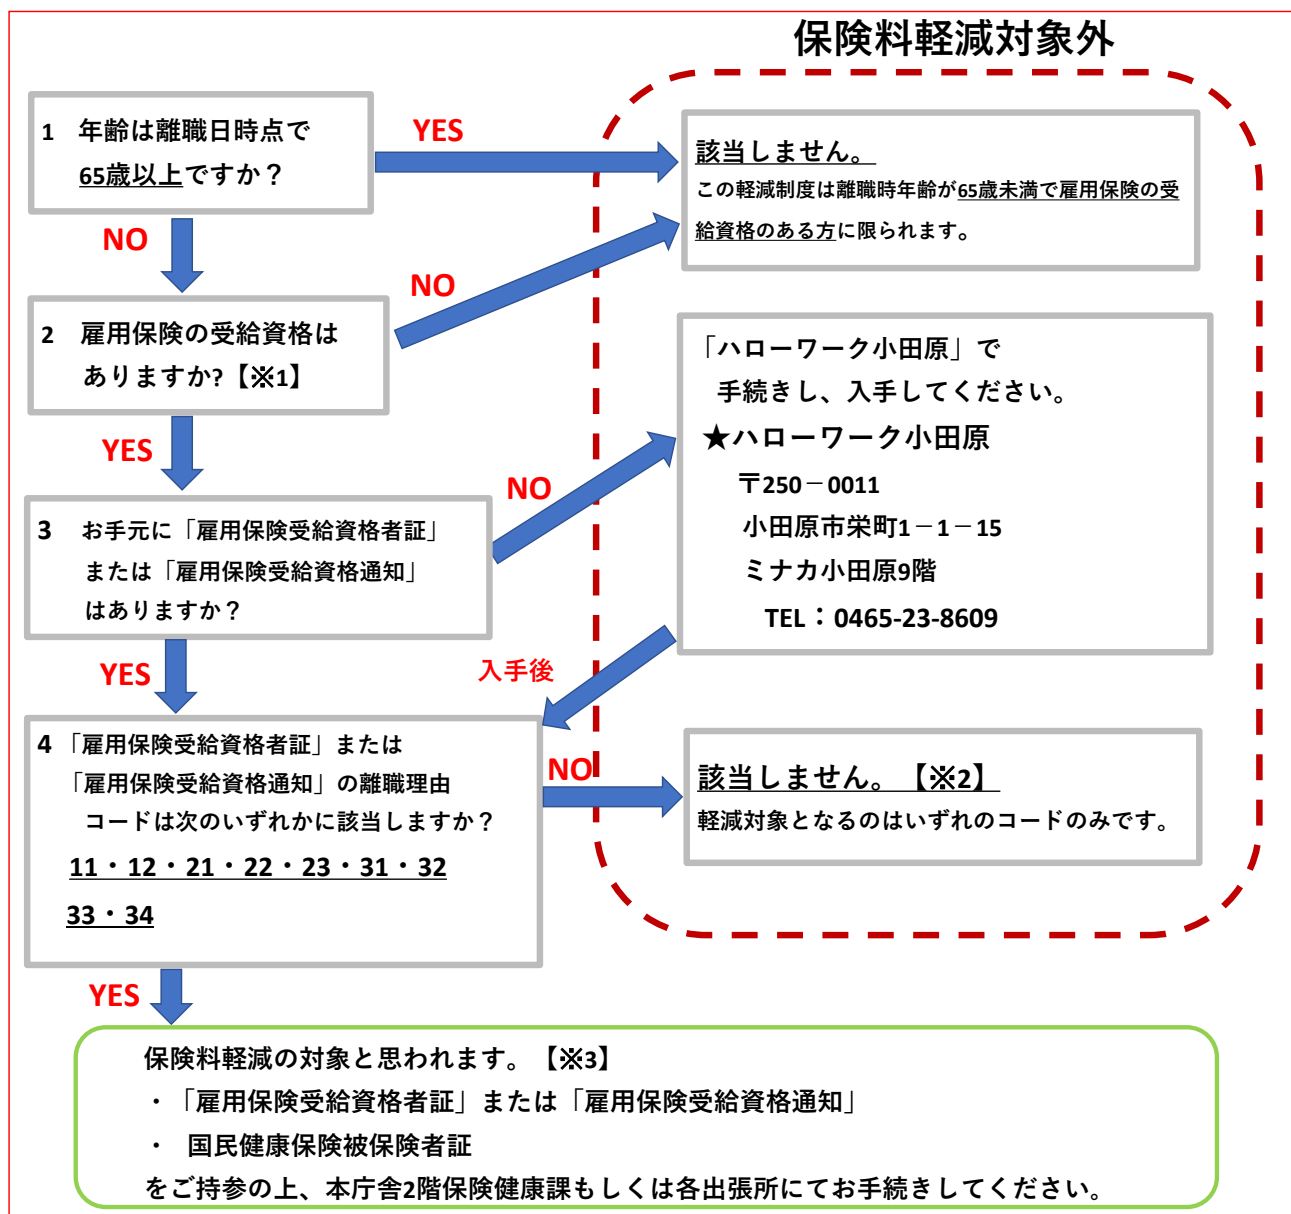 保険料軽減対象外
1 年齢は離職日時点で
65歳以上ですか？
YES
該当しません。
この軽減制度は離職時年齢が65歳未満で雇用保険の受
給資格のある方に限られます。
NO
NO
2 雇用保険の受給資格は
ありますか?【※1】
YES
「ハローワーク小田原」で
手続きし、入手してください。
★ハローワーク小田原
〒250－0011
小田原市栄町1－1－15
ミナカ小田原9階
TEL：0465-23-8609
NO
3 お手元に「雇用保険受給資格者証」
または「雇用保険受給資格通知」
はありますか？
YES
入手後
4 「雇用保険受給資格者証」または
「雇用保険受給資格通知」の離職理由
コードは次のいずれかに該当しますか？
11・12・21・22・23・31・32
33・34
NO
該当しません。【※2】
軽減対象となるのはいずれのコードのみです。
YES
保険料軽減の対象と思われます。【※3】
・「雇用保険受給資格者証」または「雇用保険受給資格通知」
・ 国民健康保険被保険者証
をご持参の上、本庁舎2階保険健康課もしくは各出張所にてお手続きしてください。